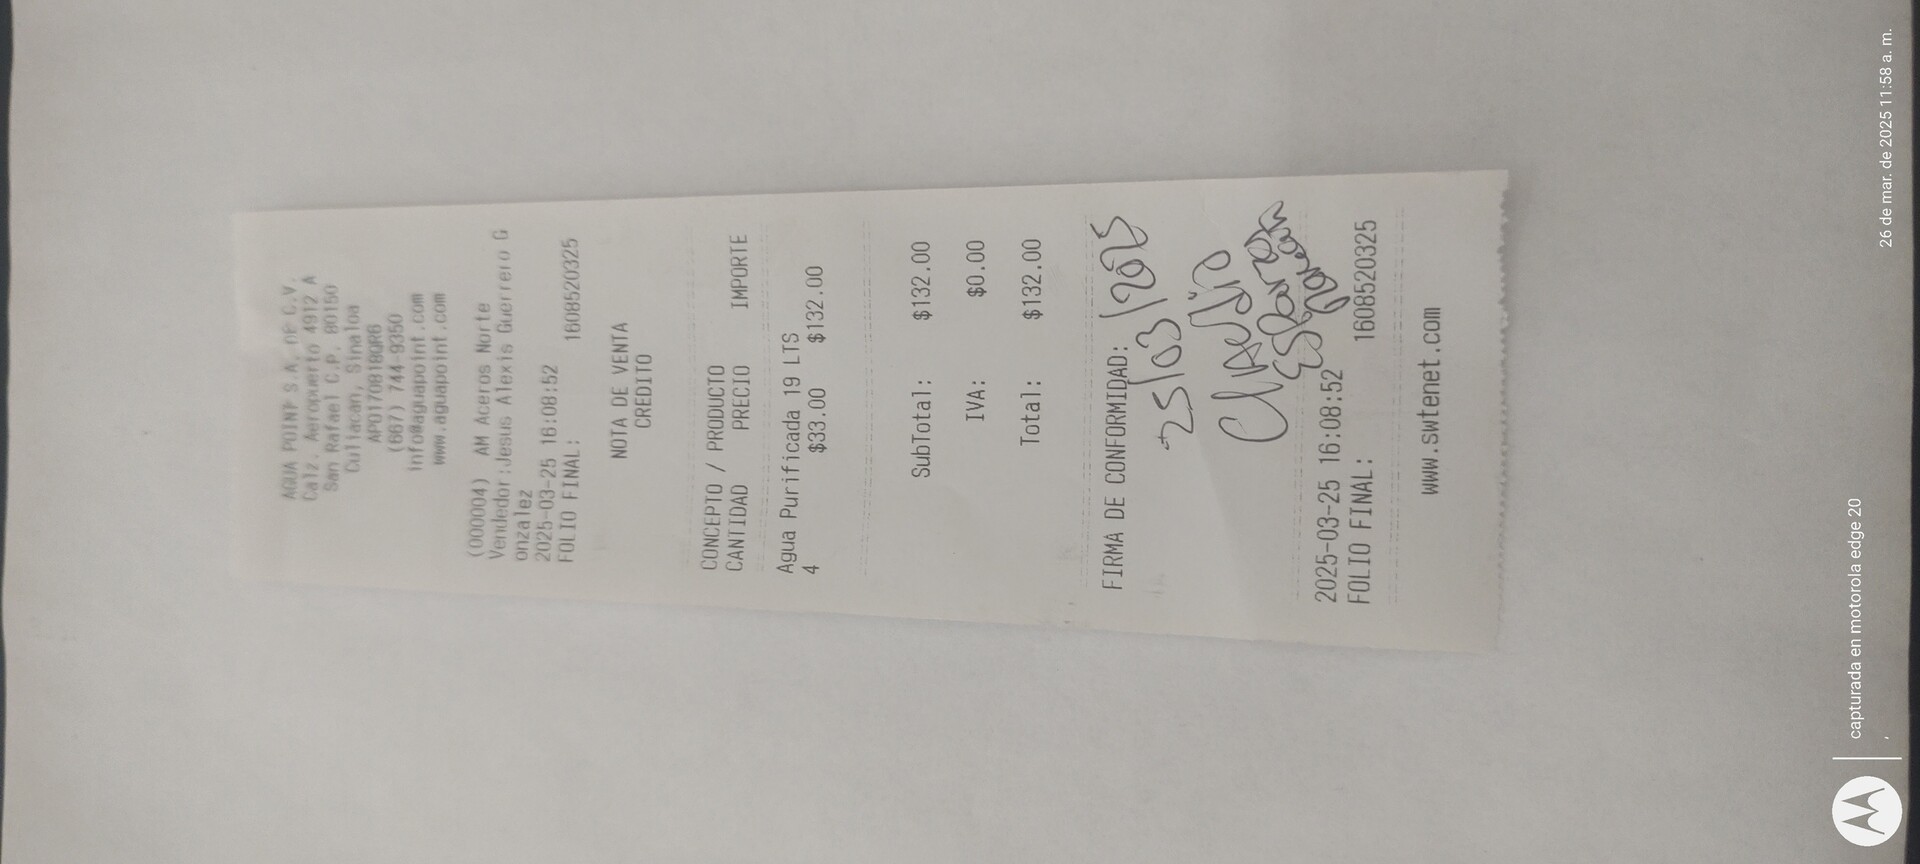 AGUA POINT S.A. DE C.V.
Calz. Aeropuerto 4912 A
San Rafael C.P. 80150
Culiacan, Sinaloa
APO170818QR6
(667) 744-9350
info@aguapoint.com
www.aguapoint.com
(000004) AM Aceros Norte
Vendedor:Jesus Alexis Guerrero G
onzalez
2025-03-25 16:08:52
FOLIO FINAL: 1608520325
NOTA DE VENTA
CREDITO
CONCEPTO / PRODUCTO
CANTIDAD PRECIO IMPORTE
Agua Purificada 19 LTS
4 $33.00 $132.00
SubTotal: $132.00
IVA: $0.00
Total: $132.00
FIRMA DE CONFORMIDAD:
25/03/2025
Claudio
Esparza
2025-03-25 16:08:52
FOLIO FINAL: 1608520325
www.swtenet.com
capturada en motorola edge 20
26 de mar. de 2025 11:58 a. m.